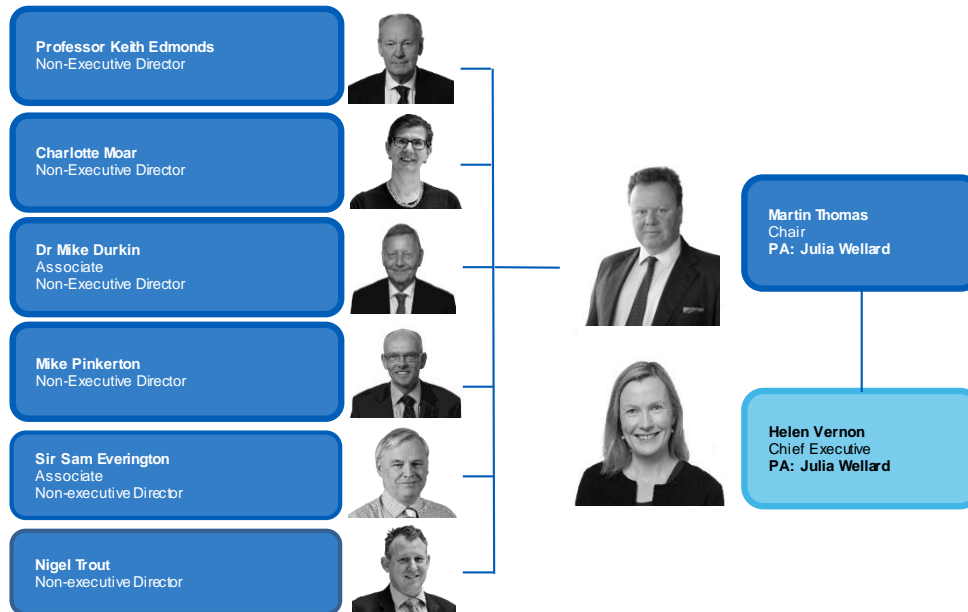 Professor Keith Edmonds
Non-Executive Director
Charlotte Moar
Non-Executive Director
Dr Mike Durkin
Associate
Non-Executive Director
Mike Pinkerton
Non-Executive Director
Sir Sam Everington
Associate
Non-executive Director
Nigel Trout
Non-executive Director
Martin Thomas
Chair
PA: Julia Wellard
Helen Vernon
Chief Executive
PA: Julia Wellard